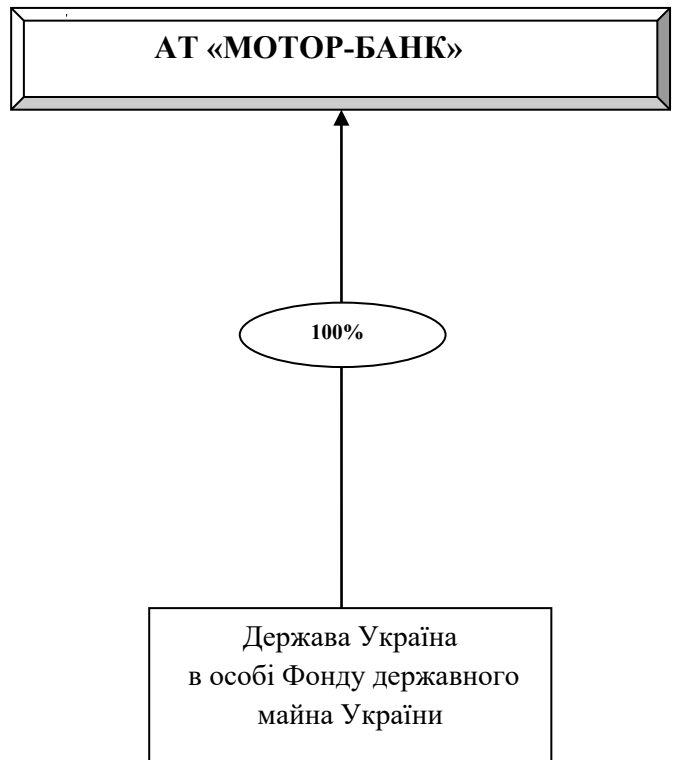 АТ «МОТОР-БАНК»
100%
Держава Україна
в особі Фонду державного
майна України